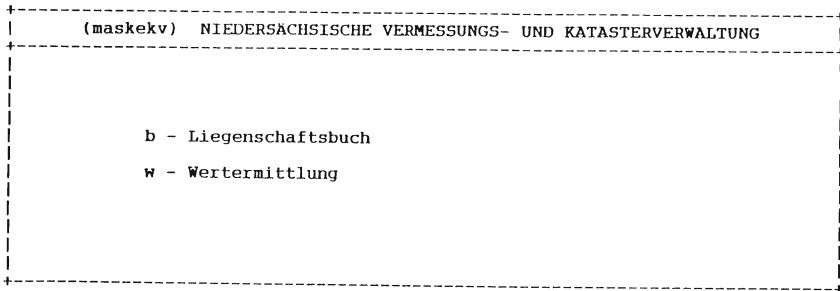 (maskekv) NIEDERSÄCHSISCHE VERMESSUNGS- UND KATASTERVERWALTUNG
b - Liegenschaftsbuch
w - Wertermittlung